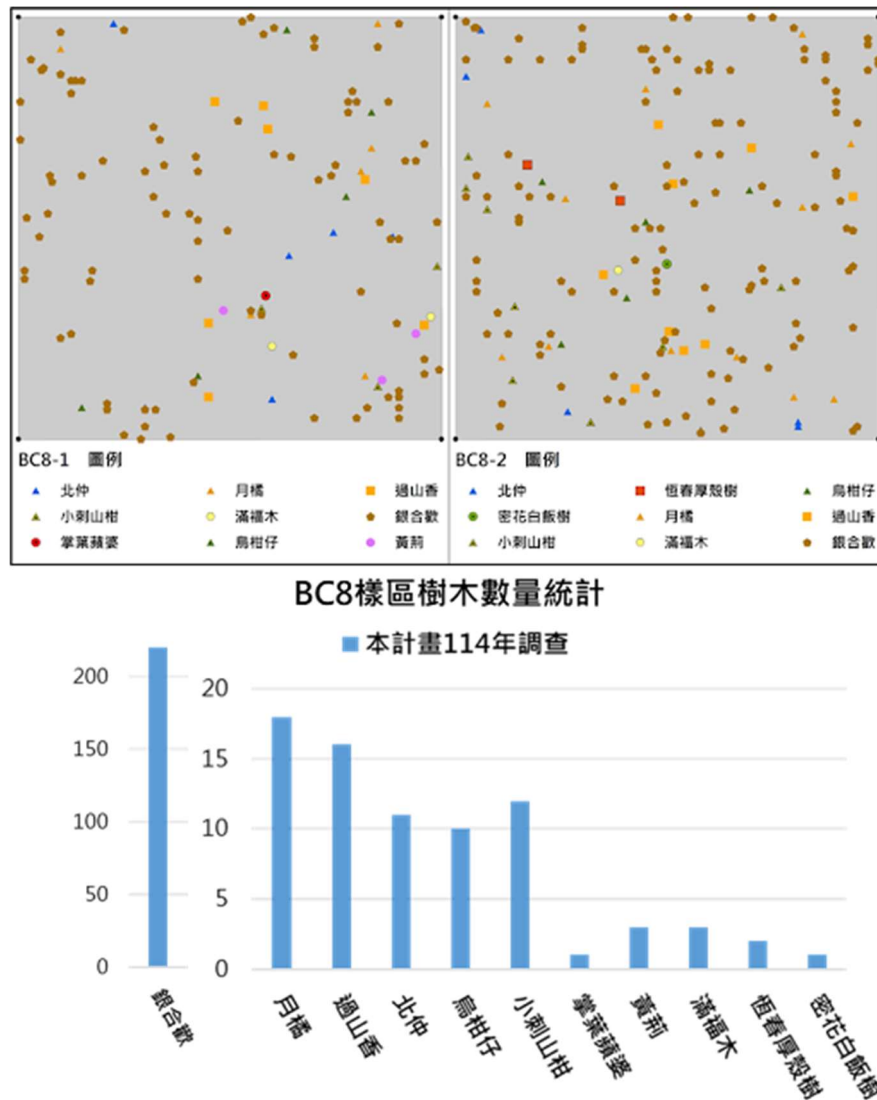 BC8-1 圖例
北仲 月橘 過山香
小刺山柑 滿福木 銀合歡
掌葉蘋婆 烏柑仔 黃荊
BC8-2 圖例
北仲 恆春厚殼樹 烏柑仔
密花白飯樹 月橘 過山香
小刺山柑 滿福木 銀合歡
BC8樣區樹木數量統計
本計畫114年調查
200
150
100
50
0
20
15
10
5
0
銀合歡
月橘
過山香
北仲
烏柑仔
小刺山柑
掌葉蘋婆
黃荊
滿福木
恆春厚殼樹
密花白飯樹